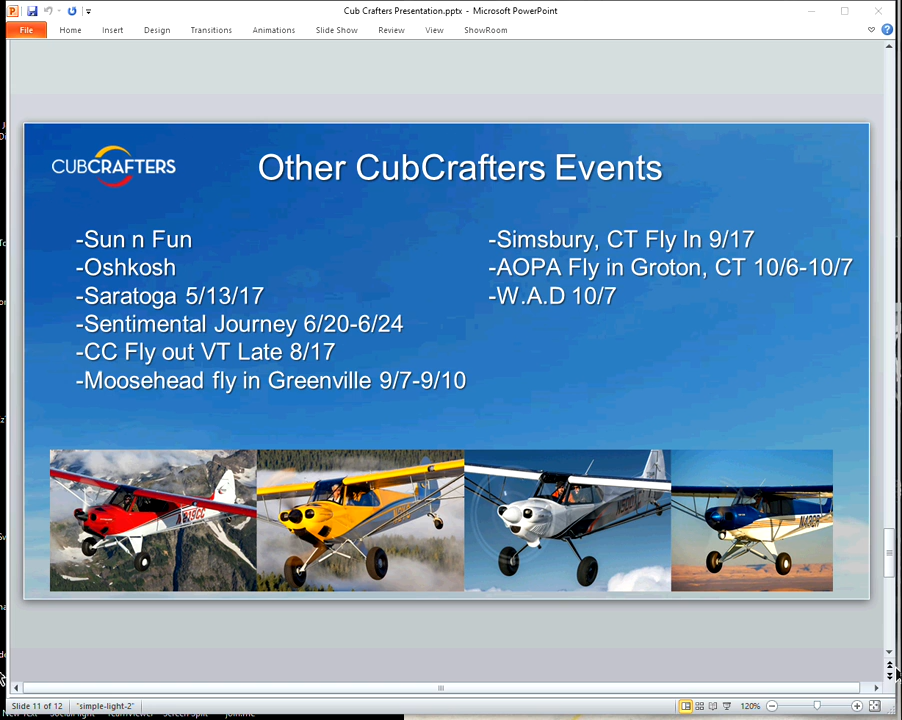 Cub Crafters Presentation.pptx - Microsoft PowerPoint
File Home Insert Design Transitions Animations Slide Show Review View ShowRoom
CUBCRAFTERS
Other CubCrafters Events
-Sun n Fun
-Oshkosh
-Saratoga 5/13/17
-Sentimental Journey 6/20-6/24
-CC Fly out VT Late 8/17
-Moosehead fly in Greenville 9/7-9/10
-Simsbury, CT Fly In 9/17
-AOPA Fly in Groton, CT 10/6-10/7
-W.A.D 10/7
Slide 11 of 12 "simple-light-2" 120%